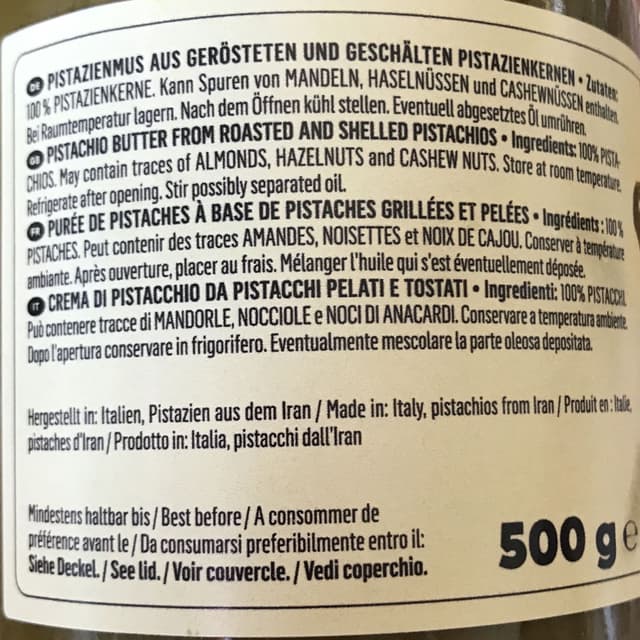 DE PISTAZIENMUS AUS GERÖSTETEN UND GESCHÄLTEN PISTAZIENKERNEN • Zutaten:
100 % PISTAZIENKERNE. Kann Spuren von MANDELN, HASELNÜSSEN und CASHEWNÜSSEN enthalten.
Bei Raumtemperatur lagern. Nach dem Öffnen kühl stellen. Eventuell abgesetztes Öl umrühren.
GB PISTACHIO BUTTER FROM ROASTED AND SHELLED PISTACHIOS • Ingredients: 100% PISTA-
CHIOS. May contain traces of ALMONDS, HAZELNUTS and CASHEW NUTS. Store at room temperature.
Refrigerate after opening. Stir possibly separated oil.
FR PURÉE DE PISTACHES À BASE DE PISTACHES GRILLÉES ET PELÉES • Ingrédients : 100 %
PISTACHES. Peut contenir des traces AMANDES, NOISETTES et NOIX DE CAJOU. Conserver à température
ambiante. Après ouverture, placer au frais. Mélanger l'huile qui s'est éventuellement déposée.
IT CREMA DI PISTACCHIO DA PISTACCHI PELATI E TOSTATI • Ingredienti: 100% PISTACCHI.
Può contenere tracce di MANDORLE, NOCCIOLE e NOCI DI ANACARDI. Conservare a temperatura ambiente.
Dopo l'apertura conservare in frigorifero. Eventualmente mescolare la parte oleosa depositata.
Hergestellt in: Italien, Pistazien aus dem Iran / Made in: Italy, pistachios from Iran / Produit en : Italie,
pistaches d'Iran / Prodotto in: Italia, pistacchi dall'Iran
Mindestens haltbar bis / Best before / A consommer de
préférence avant le / Da consumarsi preferibilmente entro il:
Siehe Deckel. / See lid. / Voir couvercle. / Vedi coperchio.
500 g e